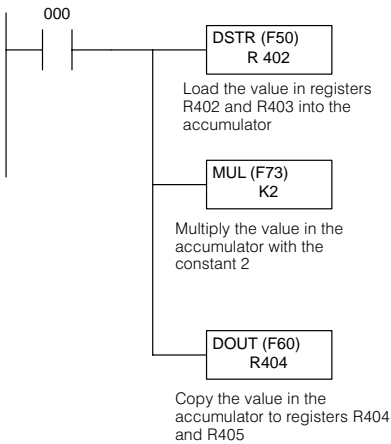 000
DSTR (F50)
R 402
Load the value in registers
R402 and R403 into the
accumulator
MUL (F73)
K2
Multiply the value in the
accumulator with the
constant 2
DOUT (F60)
R404
Copy the value in the
accumulator to registers R404
and R405